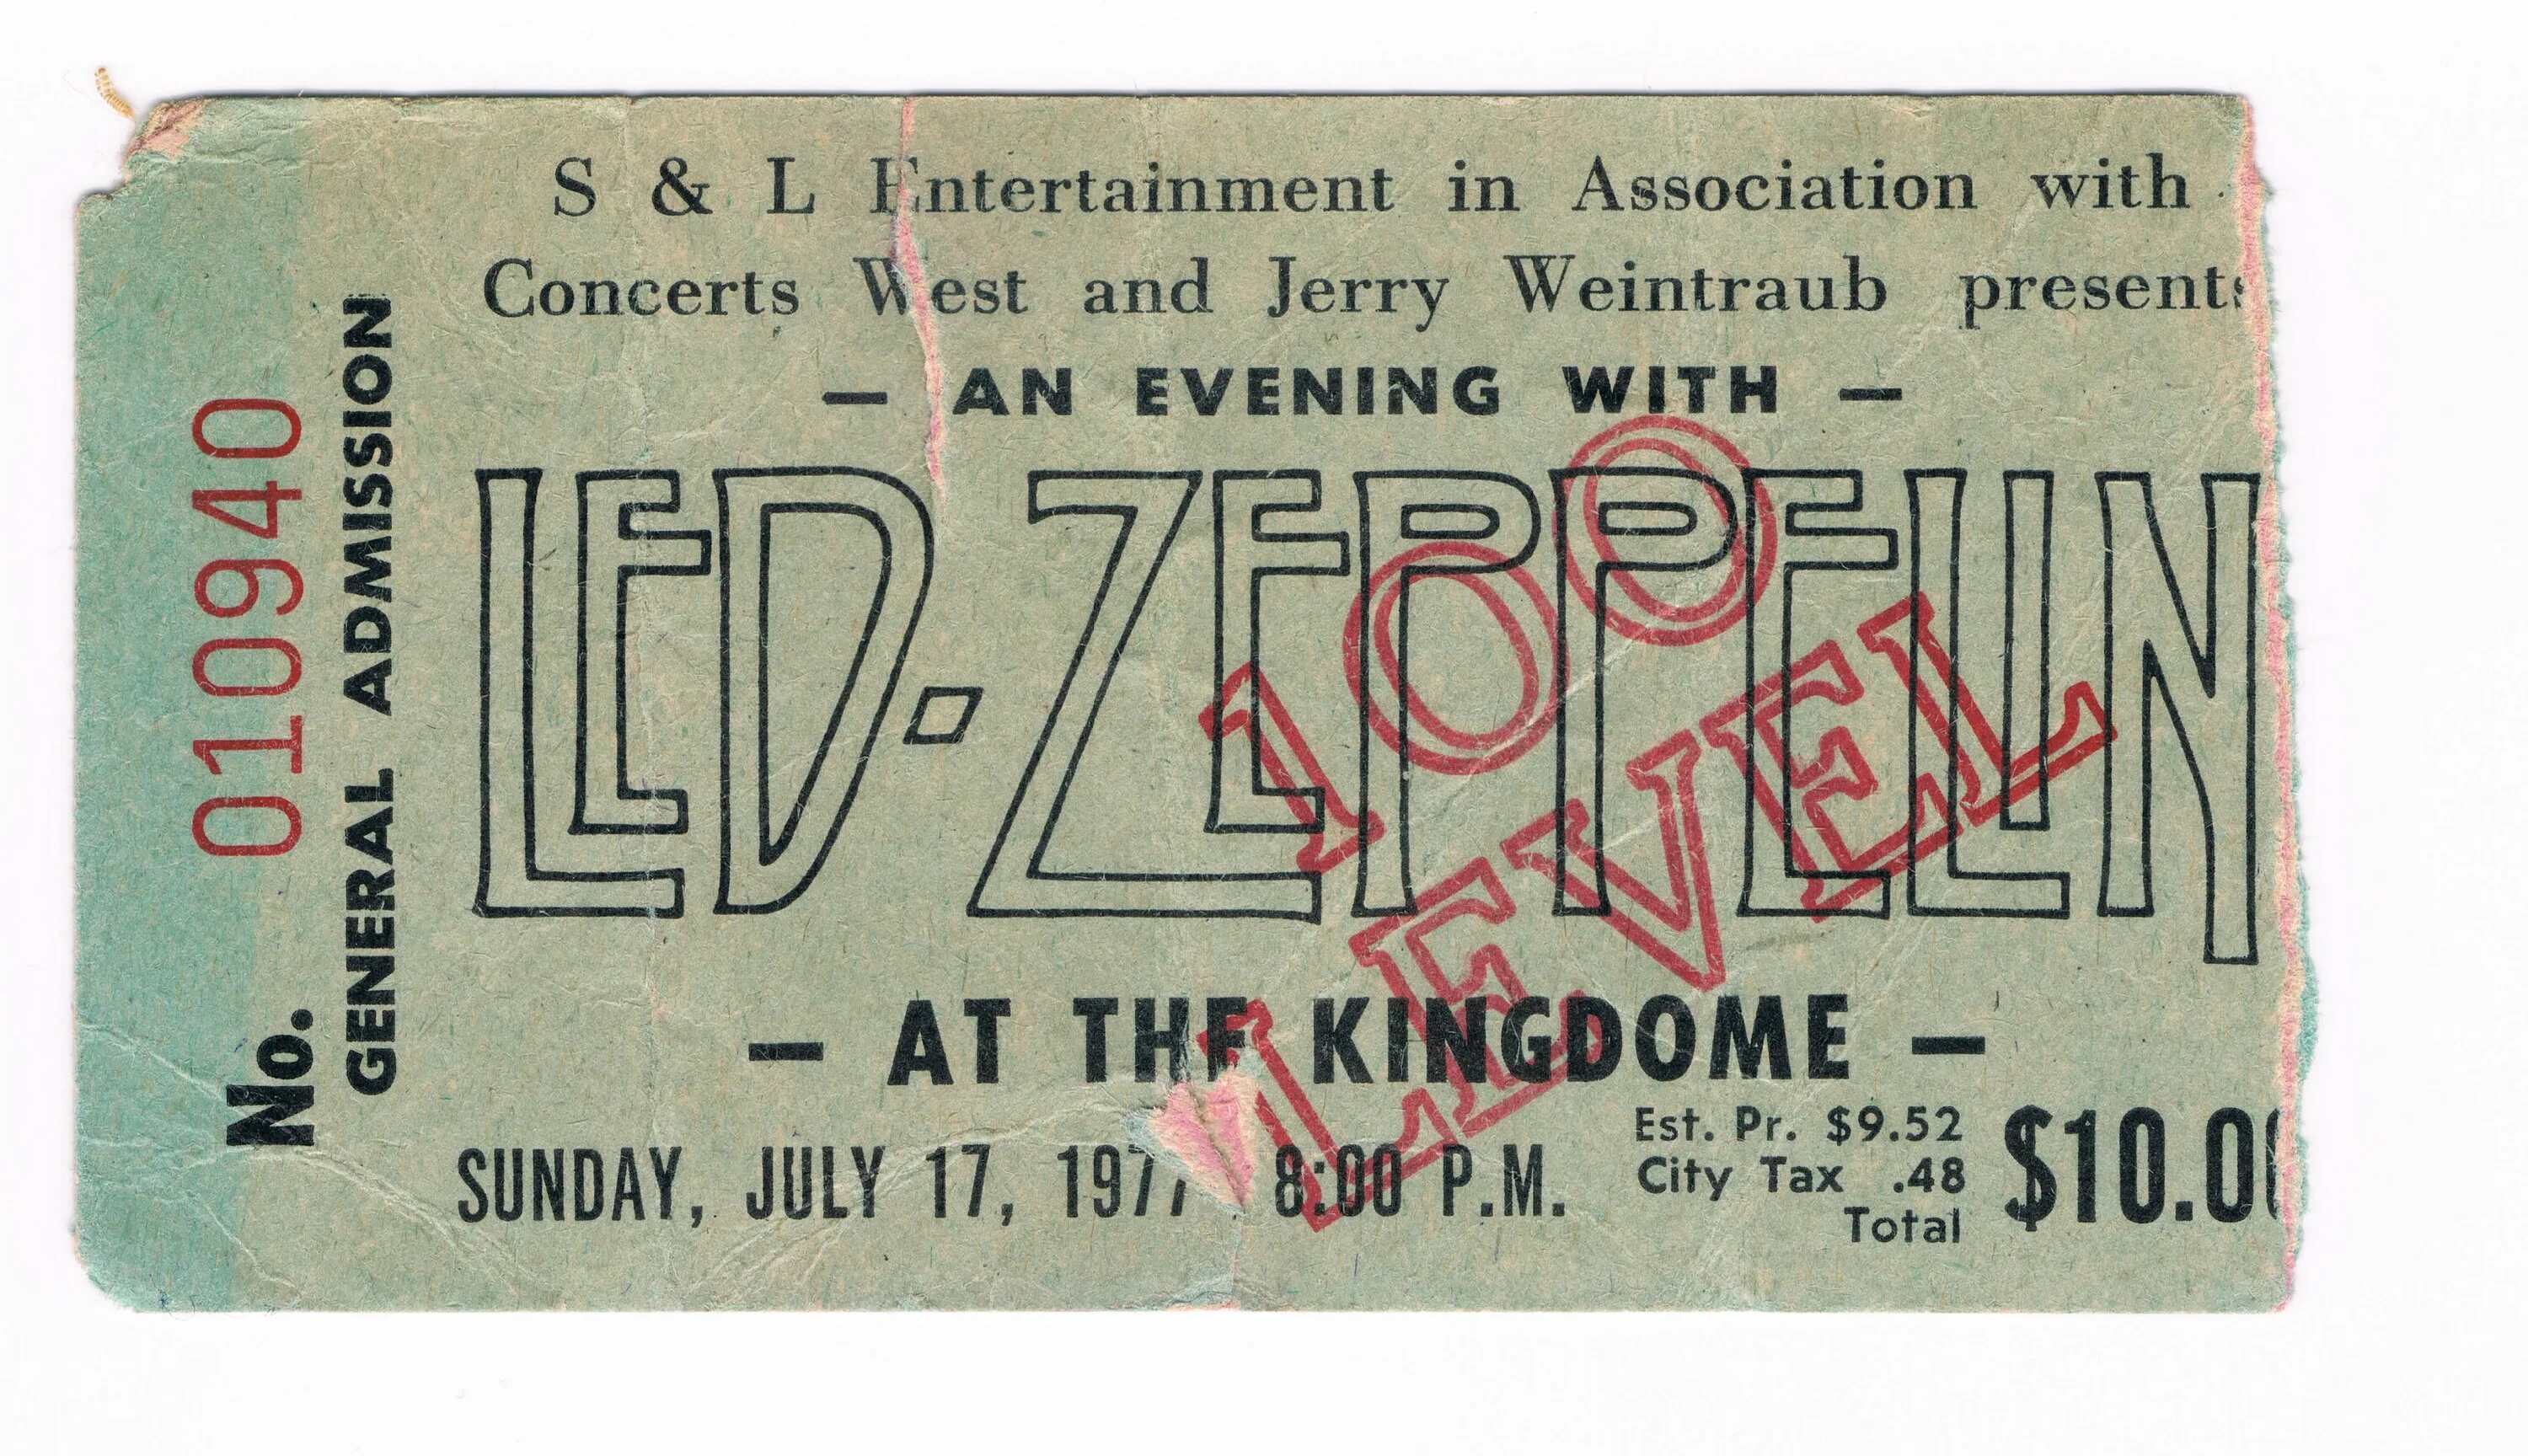 S & L Entertainment in Association with
Concerts West and Jerry Weintraub presents
— AN EVENING WITH —
LED-ZEPPELIN
— AT THE KINGDOME —
SUNDAY, JULY 17, 1977 8:00 P.M.
Est. Pr. $9.52
City Tax .48
Total $10.00
No. 010940
GENERAL ADMISSION
100
LEVEL